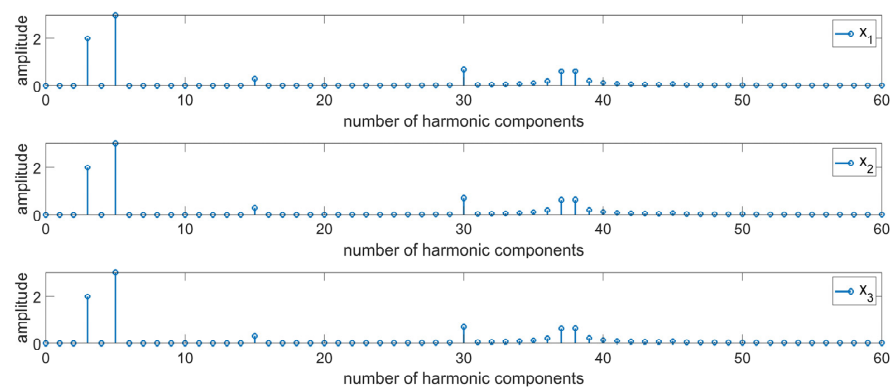 2
0
amplitude
x1
0 10 20 30 40 50 60
number of harmonic components
2
0
amplitude
x2
0 10 20 30 40 50 60
number of harmonic components
2
0
amplitude
x3
0 10 20 30 40 50 60
number of harmonic components